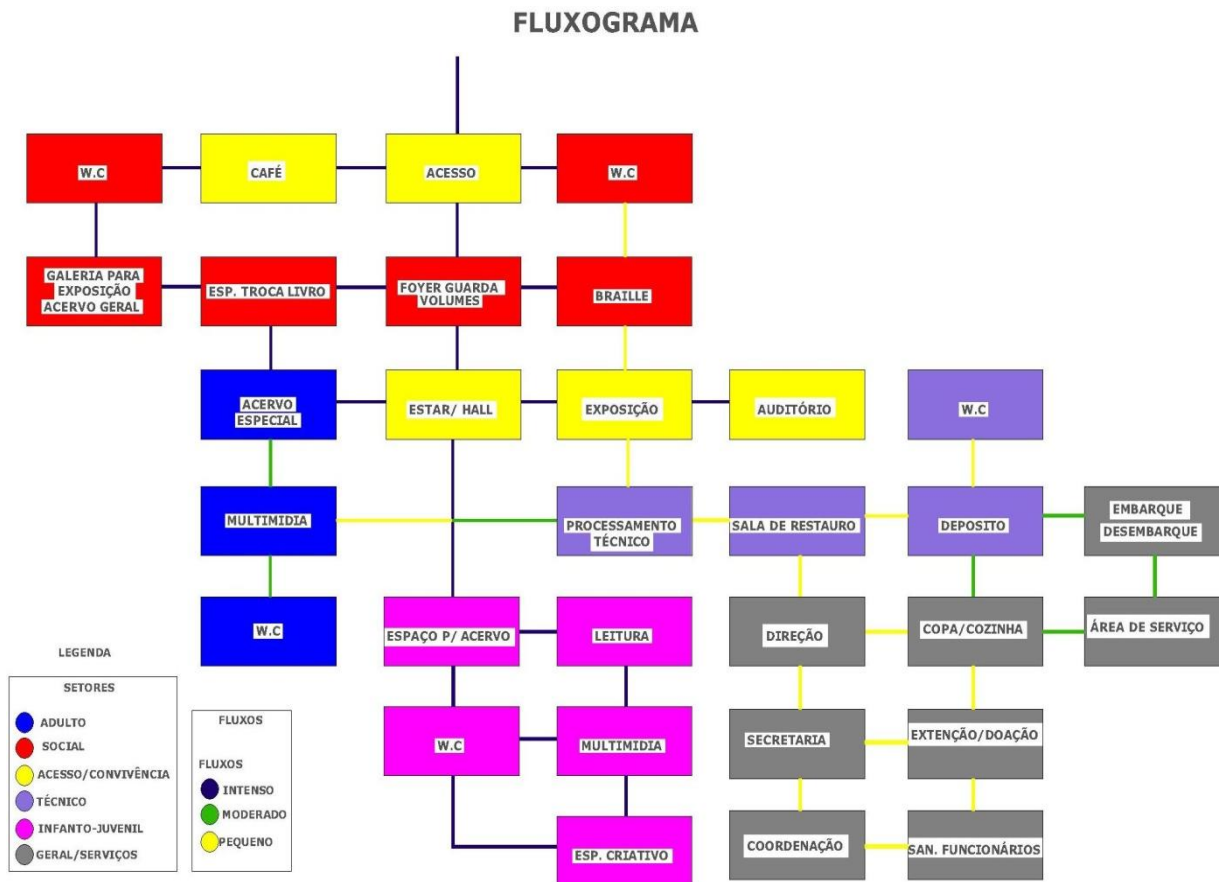 FLUXOGRAMA
W.C
CAFÉ
ACESSO
W.C
GALERIA PARA
EXPOSIÇÃO
ACERVO GERAL
ESP. TROCA LIVRO
FOYER GUARDA
VOLUMES
BRAILLE
ACERVO
ESPECIAL
ESTAR/ HALL
EXPOSIÇÃO
AUDITÓRIO
W.C
MULTIMIDIA
PROCESSAMENTO
TÉCNICO
SALA DE RESTAURO
DEPOSITO
EMBARQUE
DESEMBARQUE
W.C
ESPAÇO P/ ACERVO
LEITURA
DIREÇÃO
COPA/COZINHA
ÁREA DE SERVIÇO
W.C
MULTIMIDIA
SECRETARIA
EXTENÇÃO/DOAÇÃO
ESP. CRIATIVO
COORDENAÇÃO
SAN. FUNCIONÁRIOS
LEGENDA
SETORES
ADULTO
SOCIAL
ACESSO/CONVIVÊNCIA
TÉCNICO
INFANTO-JUVENIL
GERAL/SERVIÇOS
FLUXOS
FLUXOS
INTENSO
MODERADO
PEQUENO